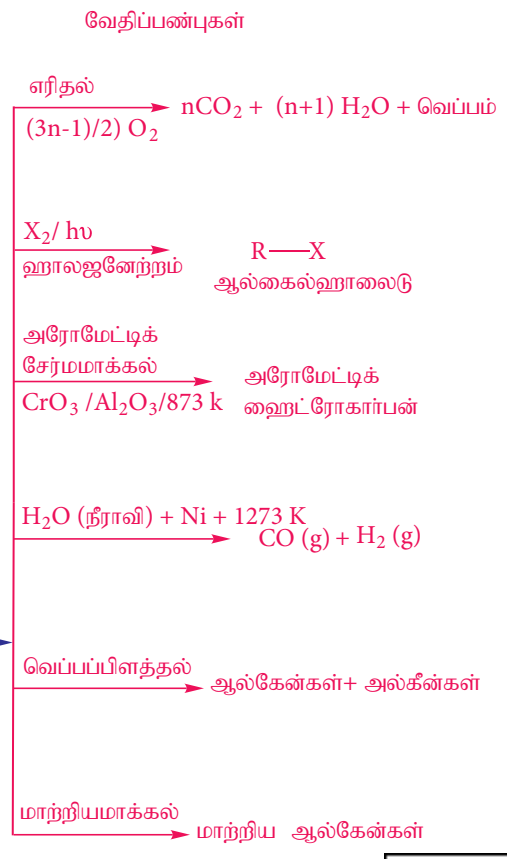 வேதிப்பண்புகள்
எரிதல்
nCO₂ + (n+1) H₂O + வெப்பம்
(3n-1)/2) O₂
X₂/ hυ
R—X
ஹாலஜனேற்றம்
ஆல்கைல்ஹாலைடு
அரோமேட்டிக்
சேர்மமாக்கல்
அரோமேட்டிக்
CrO₃ /Al₂O₃/873 k
ஹைட்ரோகார்பன்
H₂O (நீராவி) + Ni + 1273 K
CO (g) + H₂ (g)
வெப்பப்பிளத்தல்
ஆல்கேன்கள்+ அல்கீன்கள்
மாற்றியமாக்கல்
மாற்றிய ஆல்கேன்கள்